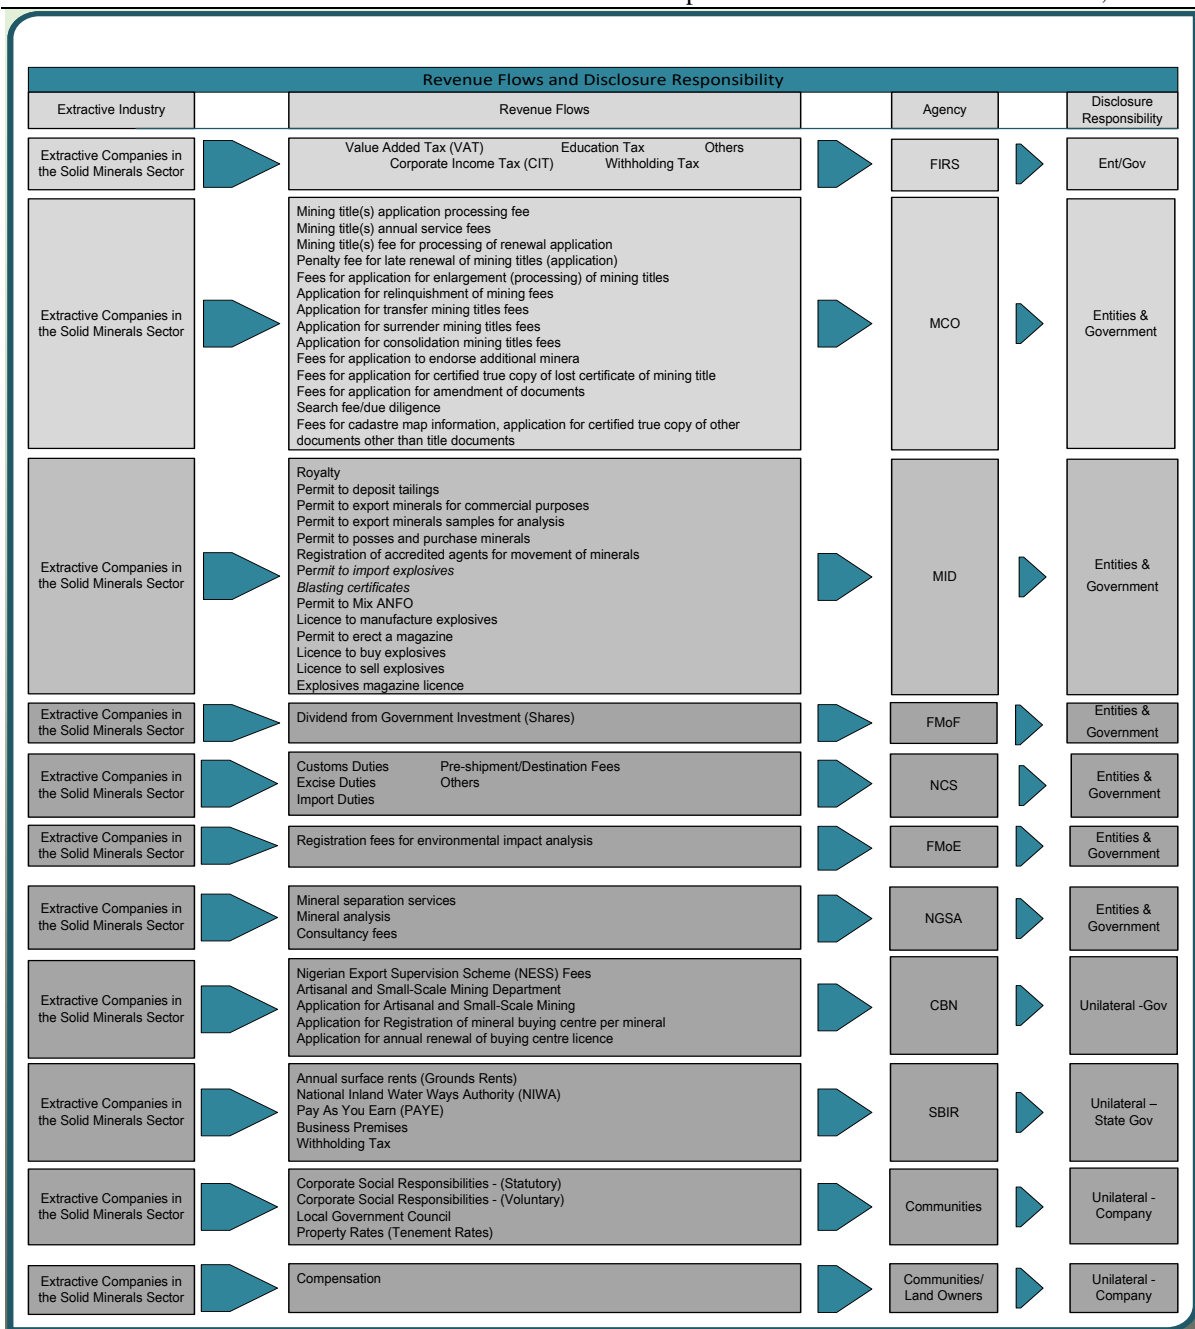 Revenue Flows and Disclosure Responsibility
Extractive Industry
Revenue Flows
Agency
Disclosure
Responsibility
Extractive Companies in
the Solid Minerals Sector
Value Added Tax (VAT) Education Tax Others
Corporate Income Tax (CIT) Withholding Tax
FIRS
Ent/Gov
Extractive Companies in
the Solid Minerals Sector
Mining title(s) application processing fee
Mining title(s) annual service fees
Mining title(s) fee for processing of renewal application
Penalty fee for late renewal of mining titles (application)
Fees for application for enlargement (processing) of mining titles
Application for relinquishment of mining fees
Application for transfer mining titles fees
Application for surrender mining titles fees
Application for consolidation mining titles fees
Fees for application to endorse additional minera
Fees for application for certified true copy of lost certificate of mining title
Fees for application for amendment of documents
Search fee/due diligence
Fees for cadastre map information, application for certified true copy of other
documents other than title documents
MCO
Entities &
Government
Extractive Companies in
the Solid Minerals Sector
Royalty
Permit to deposit tailings
Permit to export minerals for commercial purposes
Permit to export minerals samples for analysis
Permit to posses and purchase minerals
Registration of accredited agents for movement of minerals
Permit to import explosives
Blasting certificates
Permit to Mix ANFO
Licence to manufacture explosives
Permit to erect a magazine
Licence to buy explosives
Licence to sell explosives
Explosives magazine licence
MID
Entities &
Government
Extractive Companies in
the Solid Minerals Sector
Dividend from Government Investment (Shares)
FMoF
Entities &
Government
Extractive Companies in
the Solid Minerals Sector
Customs Duties Pre-shipment/Destination Fees
Excise Duties Others
Import Duties
NCS
Entities &
Government
Extractive Companies in
the Solid Minerals Sector
Registration fees for environmental impact analysis
FMoE
Entities &
Government
Extractive Companies in
the Solid Minerals Sector
Mineral separation services
Mineral analysis
Consultancy fees
NGSA
Entities &
Government
Extractive Companies in
the Solid Minerals Sector
Nigerian Export Supervision Scheme (NESS) Fees
Artisanal and Small-Scale Mining Department
Application for Artisanal and Small-Scale Mining
Application for Registration of mineral buying centre per mineral
Application for annual renewal of buying centre licence
CBN
Unilateral -Gov
Extractive Companies in
the Solid Minerals Sector
Annual surface rents (Grounds Rents)
National Inland Water Ways Authority (NIWA)
Pay As You Earn (PAYE)
Business Premises
Withholding Tax
SBIR
Unilateral –
State Gov
Extractive Companies in
the Solid Minerals Sector
Corporate Social Responsibilities - (Statutory)
Corporate Social Responsibilities - (Voluntary)
Local Government Council
Property Rates (Tenement Rates)
Communities
Unilateral -
Company
Extractive Companies in
the Solid Minerals Sector
Compensation
Communities/
Land Owners
Unilateral -
Company